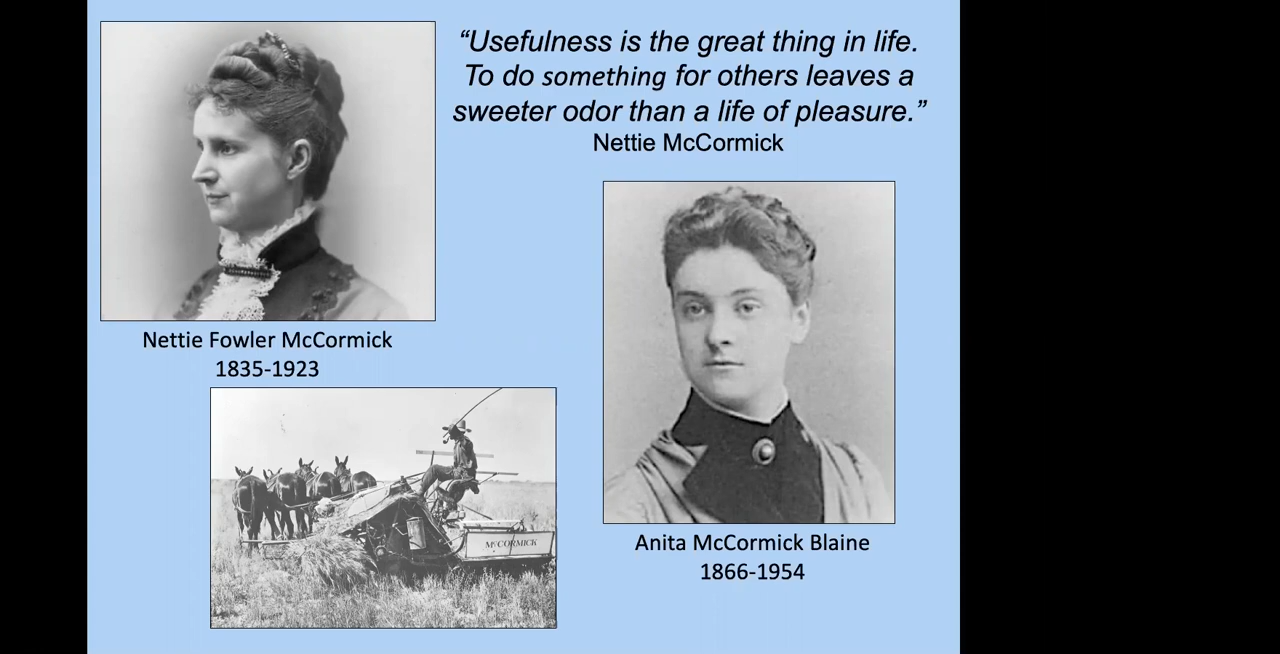 “Usefulness is the great thing in life.
To do something for others leaves a
sweeter odor than a life of pleasure.”
Nettie McCormick
Nettie Fowler McCormick
1835-1923
McCORMICK
Anita McCormick Blaine
1866-1954